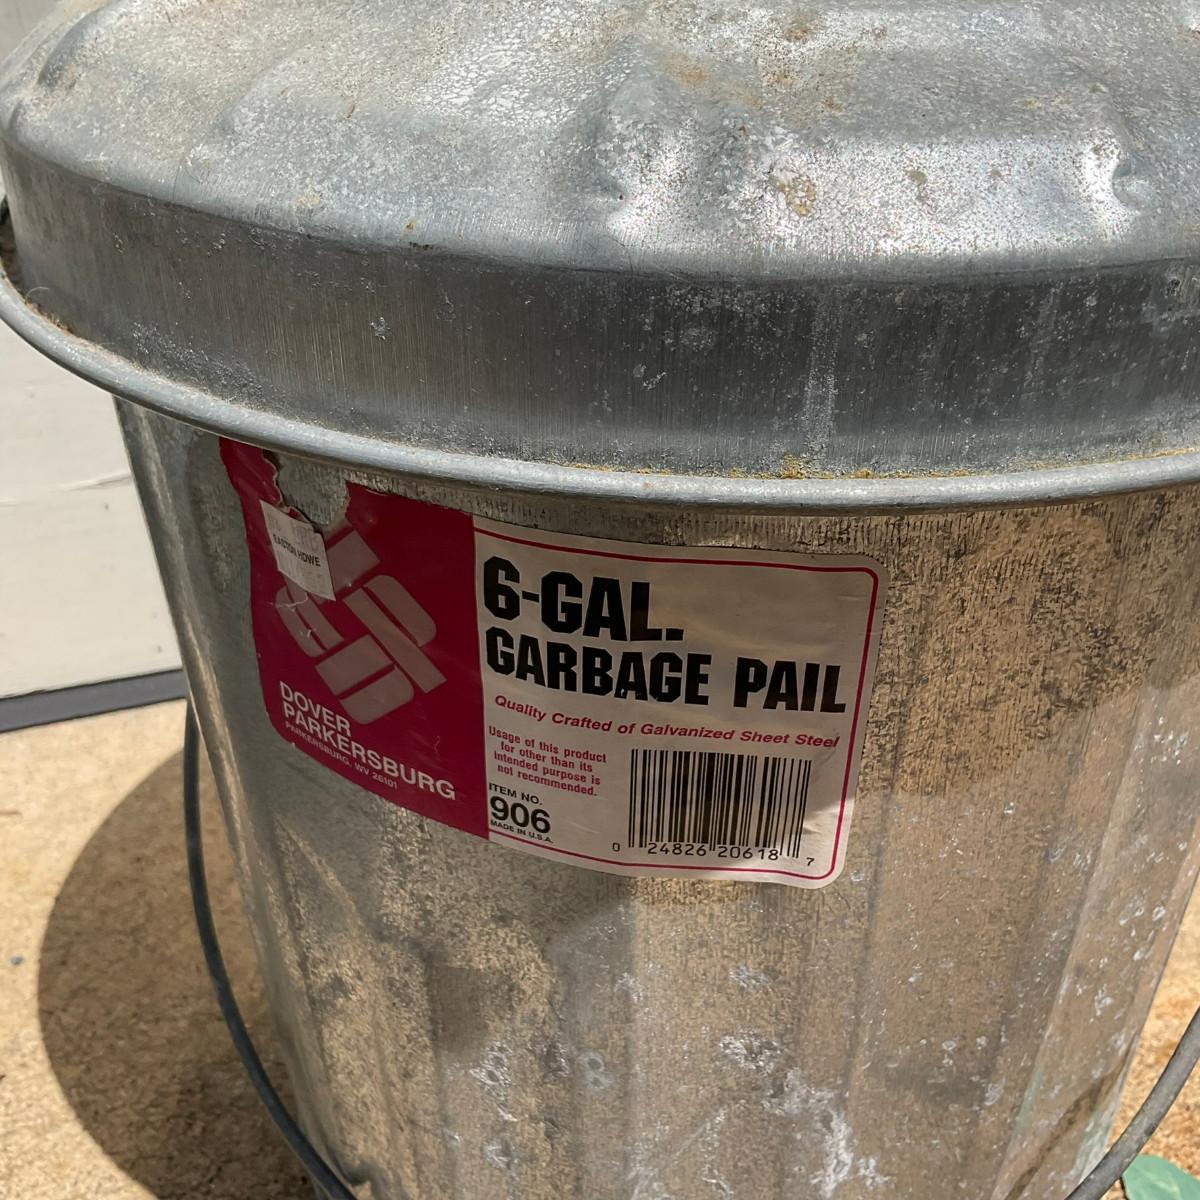 EASTON HDWE
DOVER
PARKERSBURG
PARKERSBURG, WV 26101
6-GAL.
GARBAGE PAIL
Quality Crafted of Galvanized Sheet Steel
Usage of this product
for other than its
intended purpose is
not recommended.
ITEM NO.
906
MADE IN U.S.A.
0 24826 20618 7